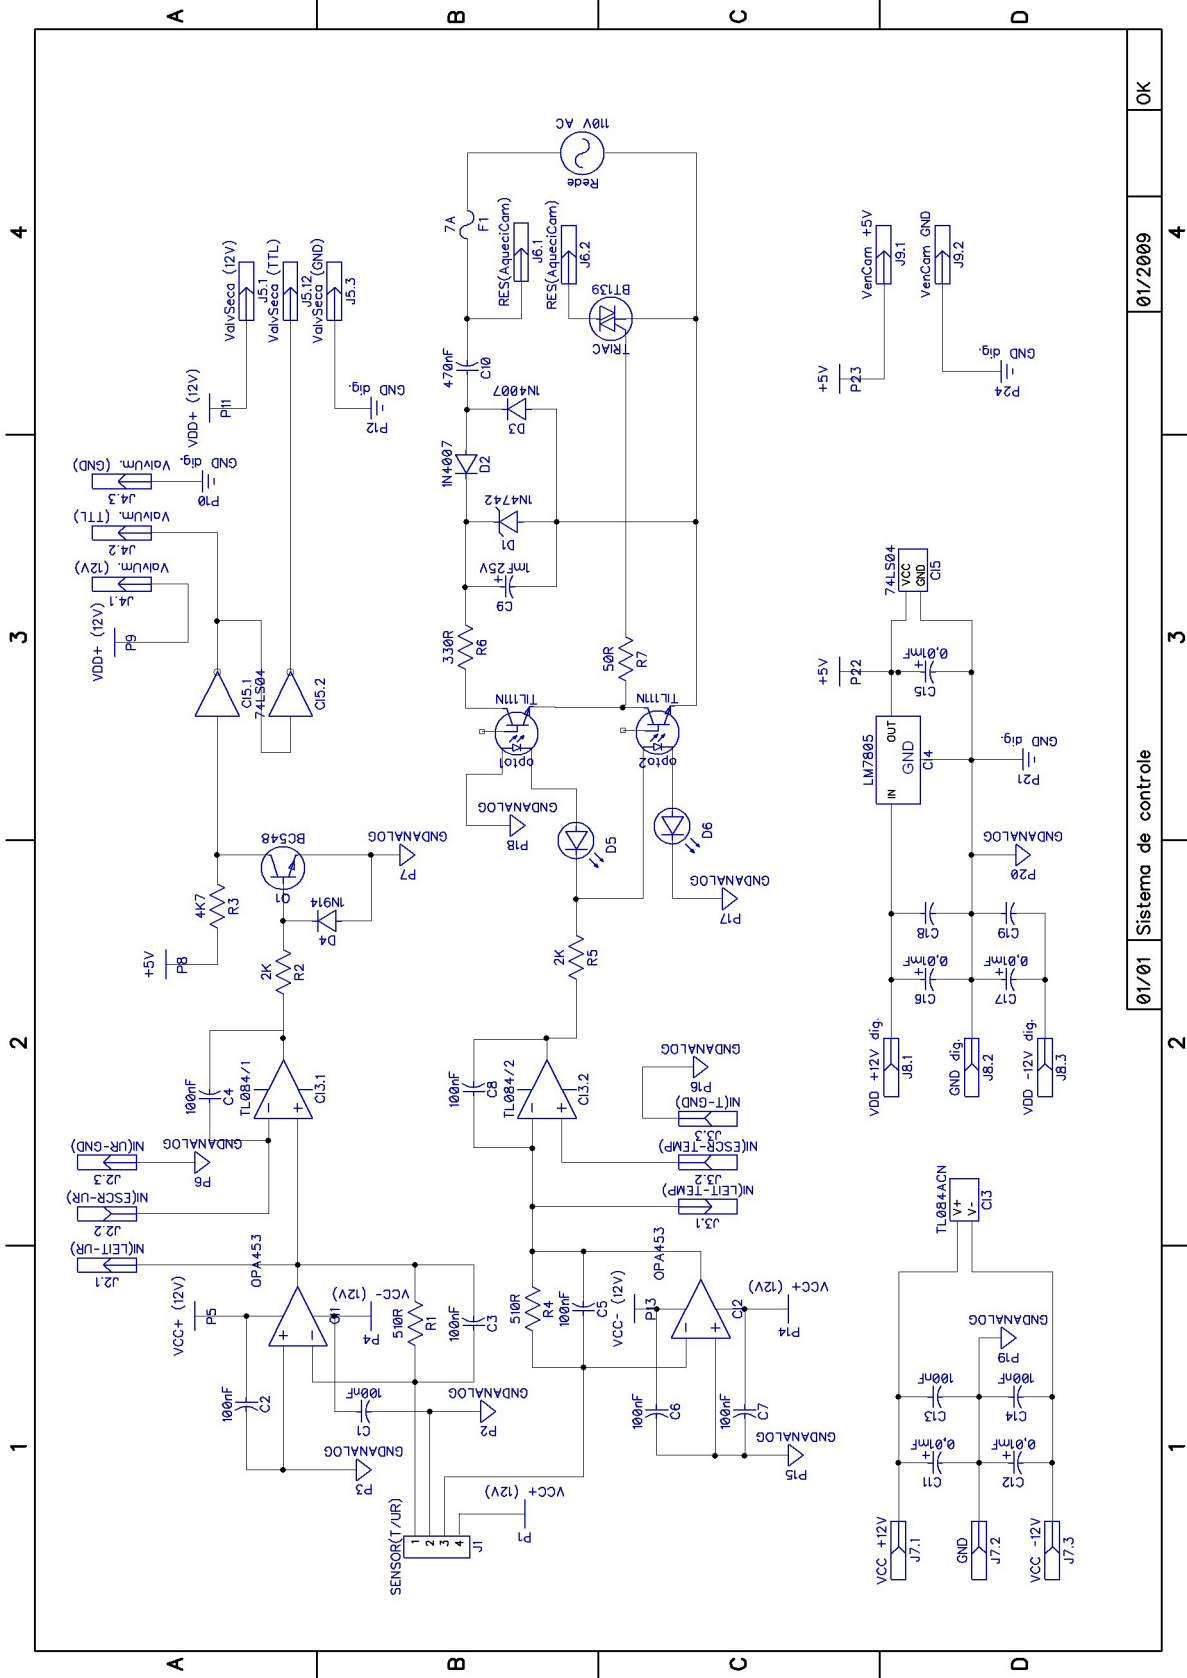 A
B
C
D
4
3
2
1
ValvSeca (12V)
J5.1
ValvSeca (TTL)
J5.12
ValvSeca (GND)
J5.3
VDD+ (12V)
P11
GND dig.
P12
ValvUm. (GND)
J4.3
GND dig.
P10
ValvUm. (TTL)
J4.2
ValvUm. (12V)
J4.1
VDD+ (12V)
P9
CI5.1
74LS04
CI5.2
+5V
P8
4K7
R3
BC548
Q1
GNDANALOG
P7
1N914
D4
2K
R2
100nF
C4
TL084/1
CI3.1
NI(UR-GND)
J2.3
GNDANALOG
P6
NI(ESCR-UR)
J2.2
NI(LEIT-UR)
J2.1
OPA453
VCC+ (12V)
P5
VCC- (12V)
P4
510R
R1
100nF
C3
100nF
C2
100nF
C1
GNDANALOG
P2
GNDANALOG
P3
SENSOR(T/UR)
1
2
3
4
J1
VCC+ (12V)
P1
110V AC
Rede
7A
F1
RES(AqueciCam)
J6.1
RES(AqueciCam)
J6.2
BT139
TRIAC
470nF
C10
1N4007
D3
1N4007
D2
1N4742
D1
1mF25V
+
C9
330R
R6
50R
R7
TIL111N
opto1
TIL111N
opto2
GNDANALOG
P18
D5
D6
GNDANALOG
P17
2K
R5
100nF
C8
TL084/2
CI3.2
GNDANALOG
P16
NI(T-GND)
J3.3
NI(ESCR-TEMP)
J3.2
NI(LEIT-TEMP)
J3.1
OPA453
CI2
510R
R4
100nF
C5
VCC- (12V)
P13
VCC+ (12V)
P14
100nF
C6
100nF
C7
GNDANALOG
P15
VenCam +5V
J9.1
VenCam GND
J9.2
+5V
P23
GND dig.
P24
74LS04
VCC
GND
CI5
+5V
P22
0,01mF
+
C15
LM7805
IN
OUT
GND
CI4
GND dig.
P21
GNDANALOG
P20
C18
C19
0,01mF
+
C16
0,01mF
+
C17
VDD +12V dig.
J8.1
GND dig.
J8.2
VDD -12V dig.
J8.3
TL084ACN
V+
V-
CI3
GNDANALOG
P19
100nF
C13
100nF
C14
0,01mF
+
C11
0,01mF
+
C12
VCC +12V
J7.1
GND
J7.2
VCC -12V
J7.3
01/01
Sistema de controle
01/2009
OK
A
B
C
D
4
3
2
1